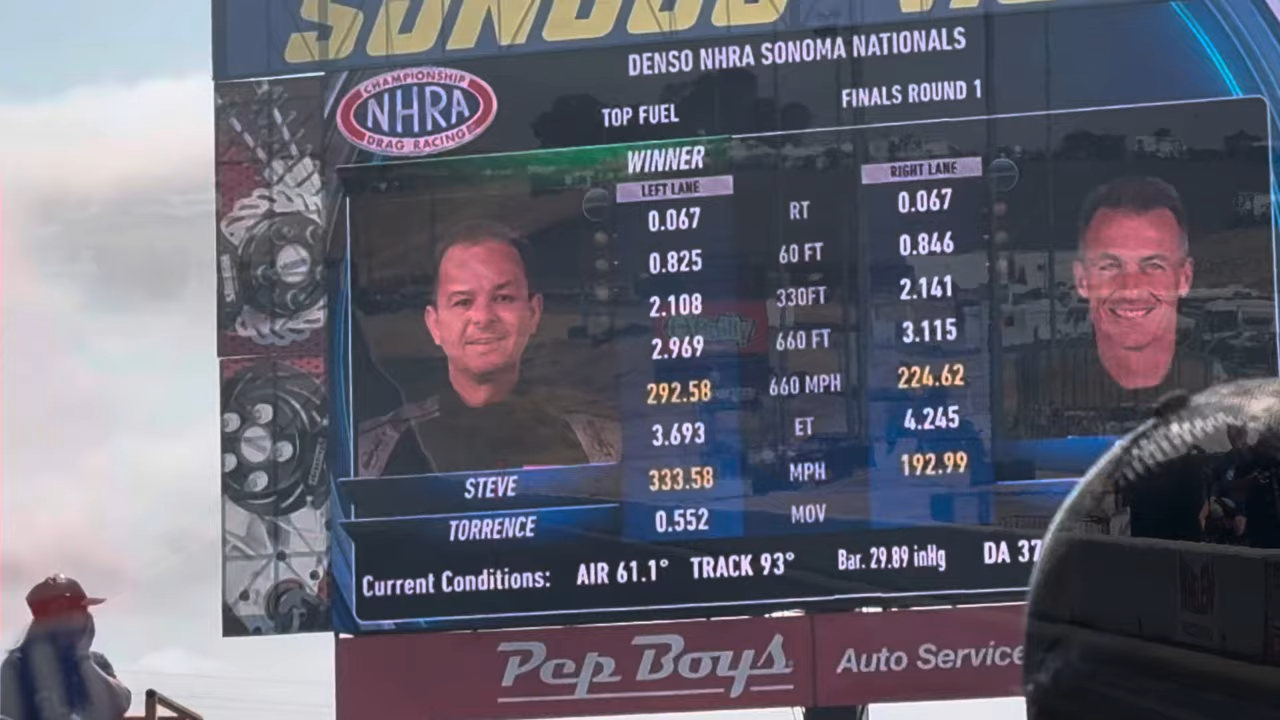 DENSO NHRA SONOMA NATIONALS
CHAMPIONSHIP
NHRA
DRAG RACING
TOP FUEL
FINALS ROUND 1
WINNER
LEFT LANE
RIGHT LANE
0.067 RT 0.067
0.825 60 FT 0.846
2.108 330FT 2.141
2.969 660 FT 3.115
292.58 660 MPH 224.62
3.693 ET 4.245
333.58 MPH 192.99
0.552 MOV
STEVE
TORRENCE
Current Conditions: AIR 61.1° TRACK 93° Bar. 29.89 inHg DA 37
Pep Boys Auto Service